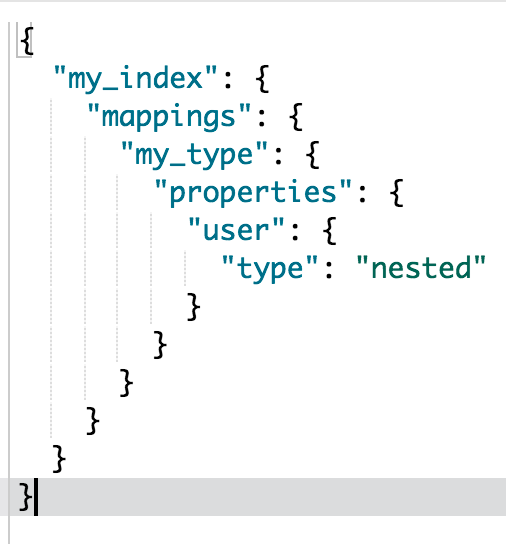 {
  "my_index": {
    "mappings": {
      "my_type": {
        "properties": {
          "user": {
            "type": "nested"
          }
        }
      }
    }
  }
}